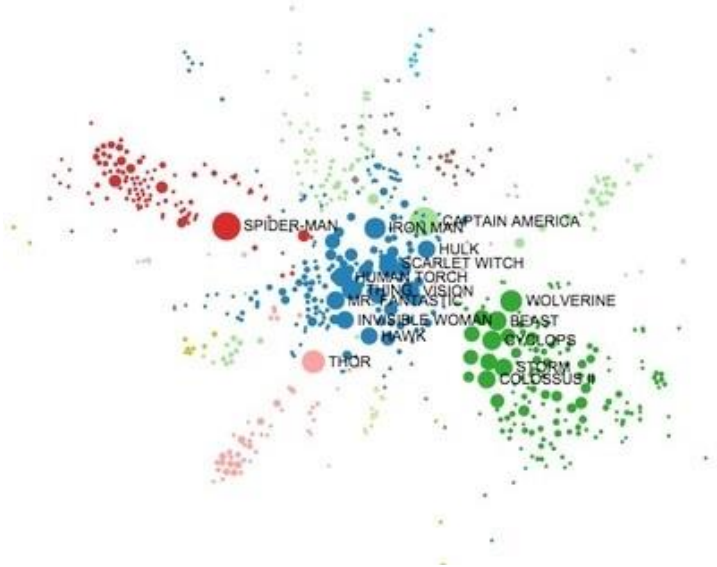 SPIDER-MAN
CAPTAIN AMERICA
IRON MAN
HULK
SCARLET WITCH
HUMAN TORCH
THING VISION
MR. FANTASTIC
WOLVERINE
INVISIBLE WOMAN
BEAST
HAWK
CYCLOPS
THOR
STORM
COLOSSUS II